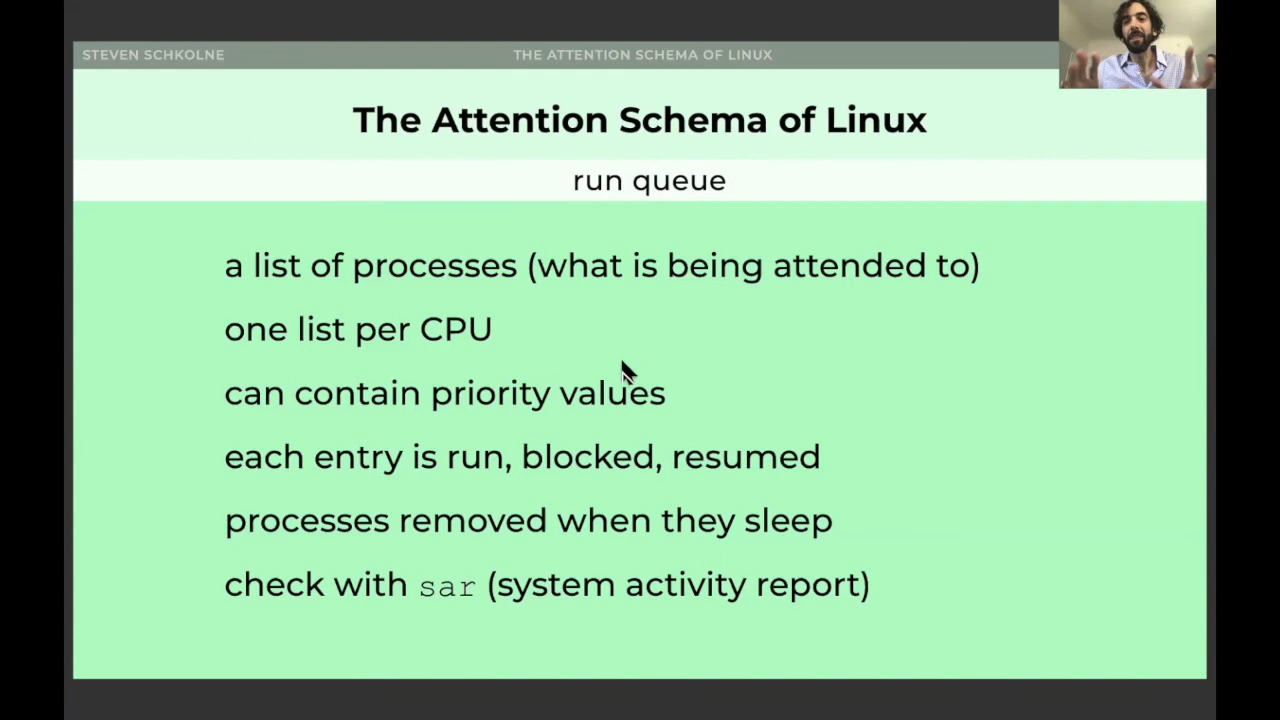 STEVEN SCHKOLNE
THE ATTENTION SCHEMA OF LINUX
The Attention Schema of Linux
run queue
a list of processes (what is being attended to)
one list per CPU
can contain priority values
each entry is run, blocked, resumed
processes removed when they sleep
check with sar (system activity report)